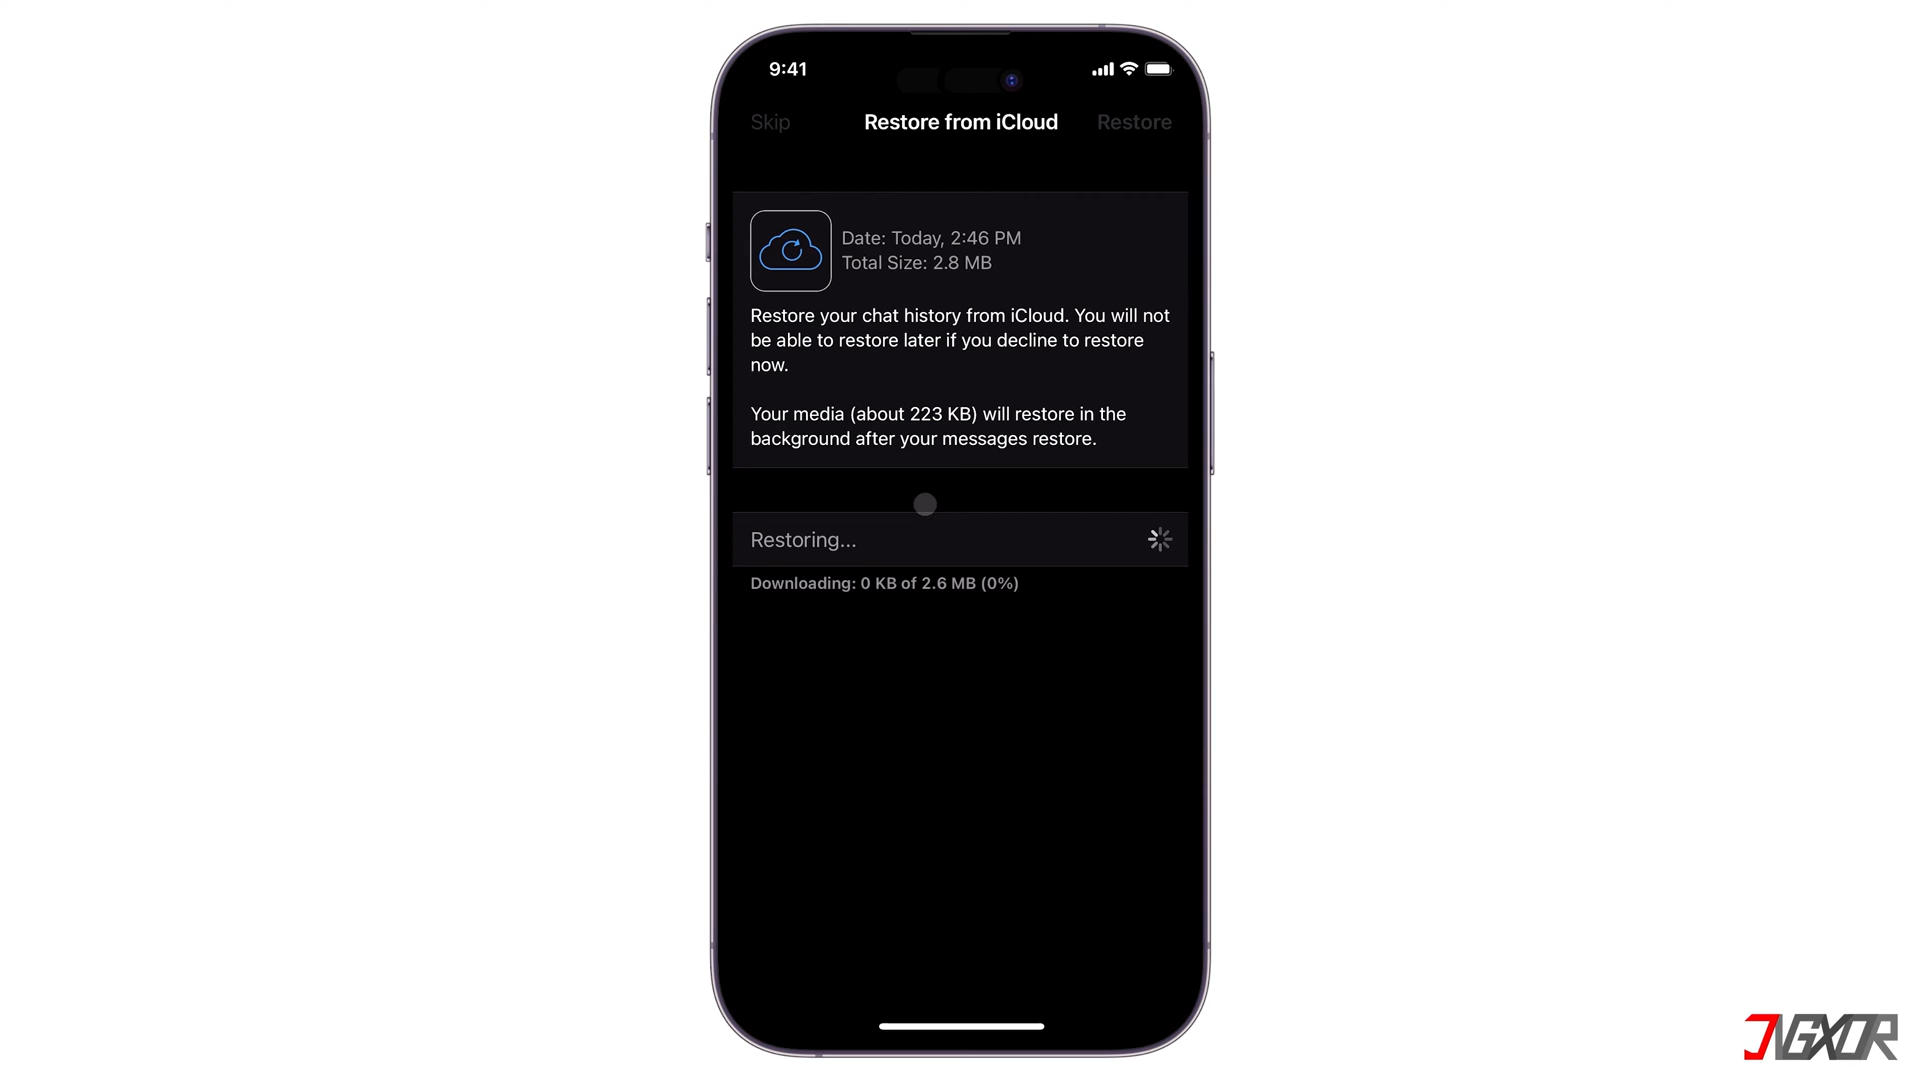 9:41
Skip
Restore from iCloud
Restore
Date: Today, 2:46 PM
Total Size: 2.8 MB
Restore your chat history from iCloud. You will not
be able to restore later if you decline to restore
now.
Your media (about 223 KB) will restore in the
background after your messages restore.
Restoring...
Downloading: 0 KB of 2.6 MB (0%)
JVGXOR